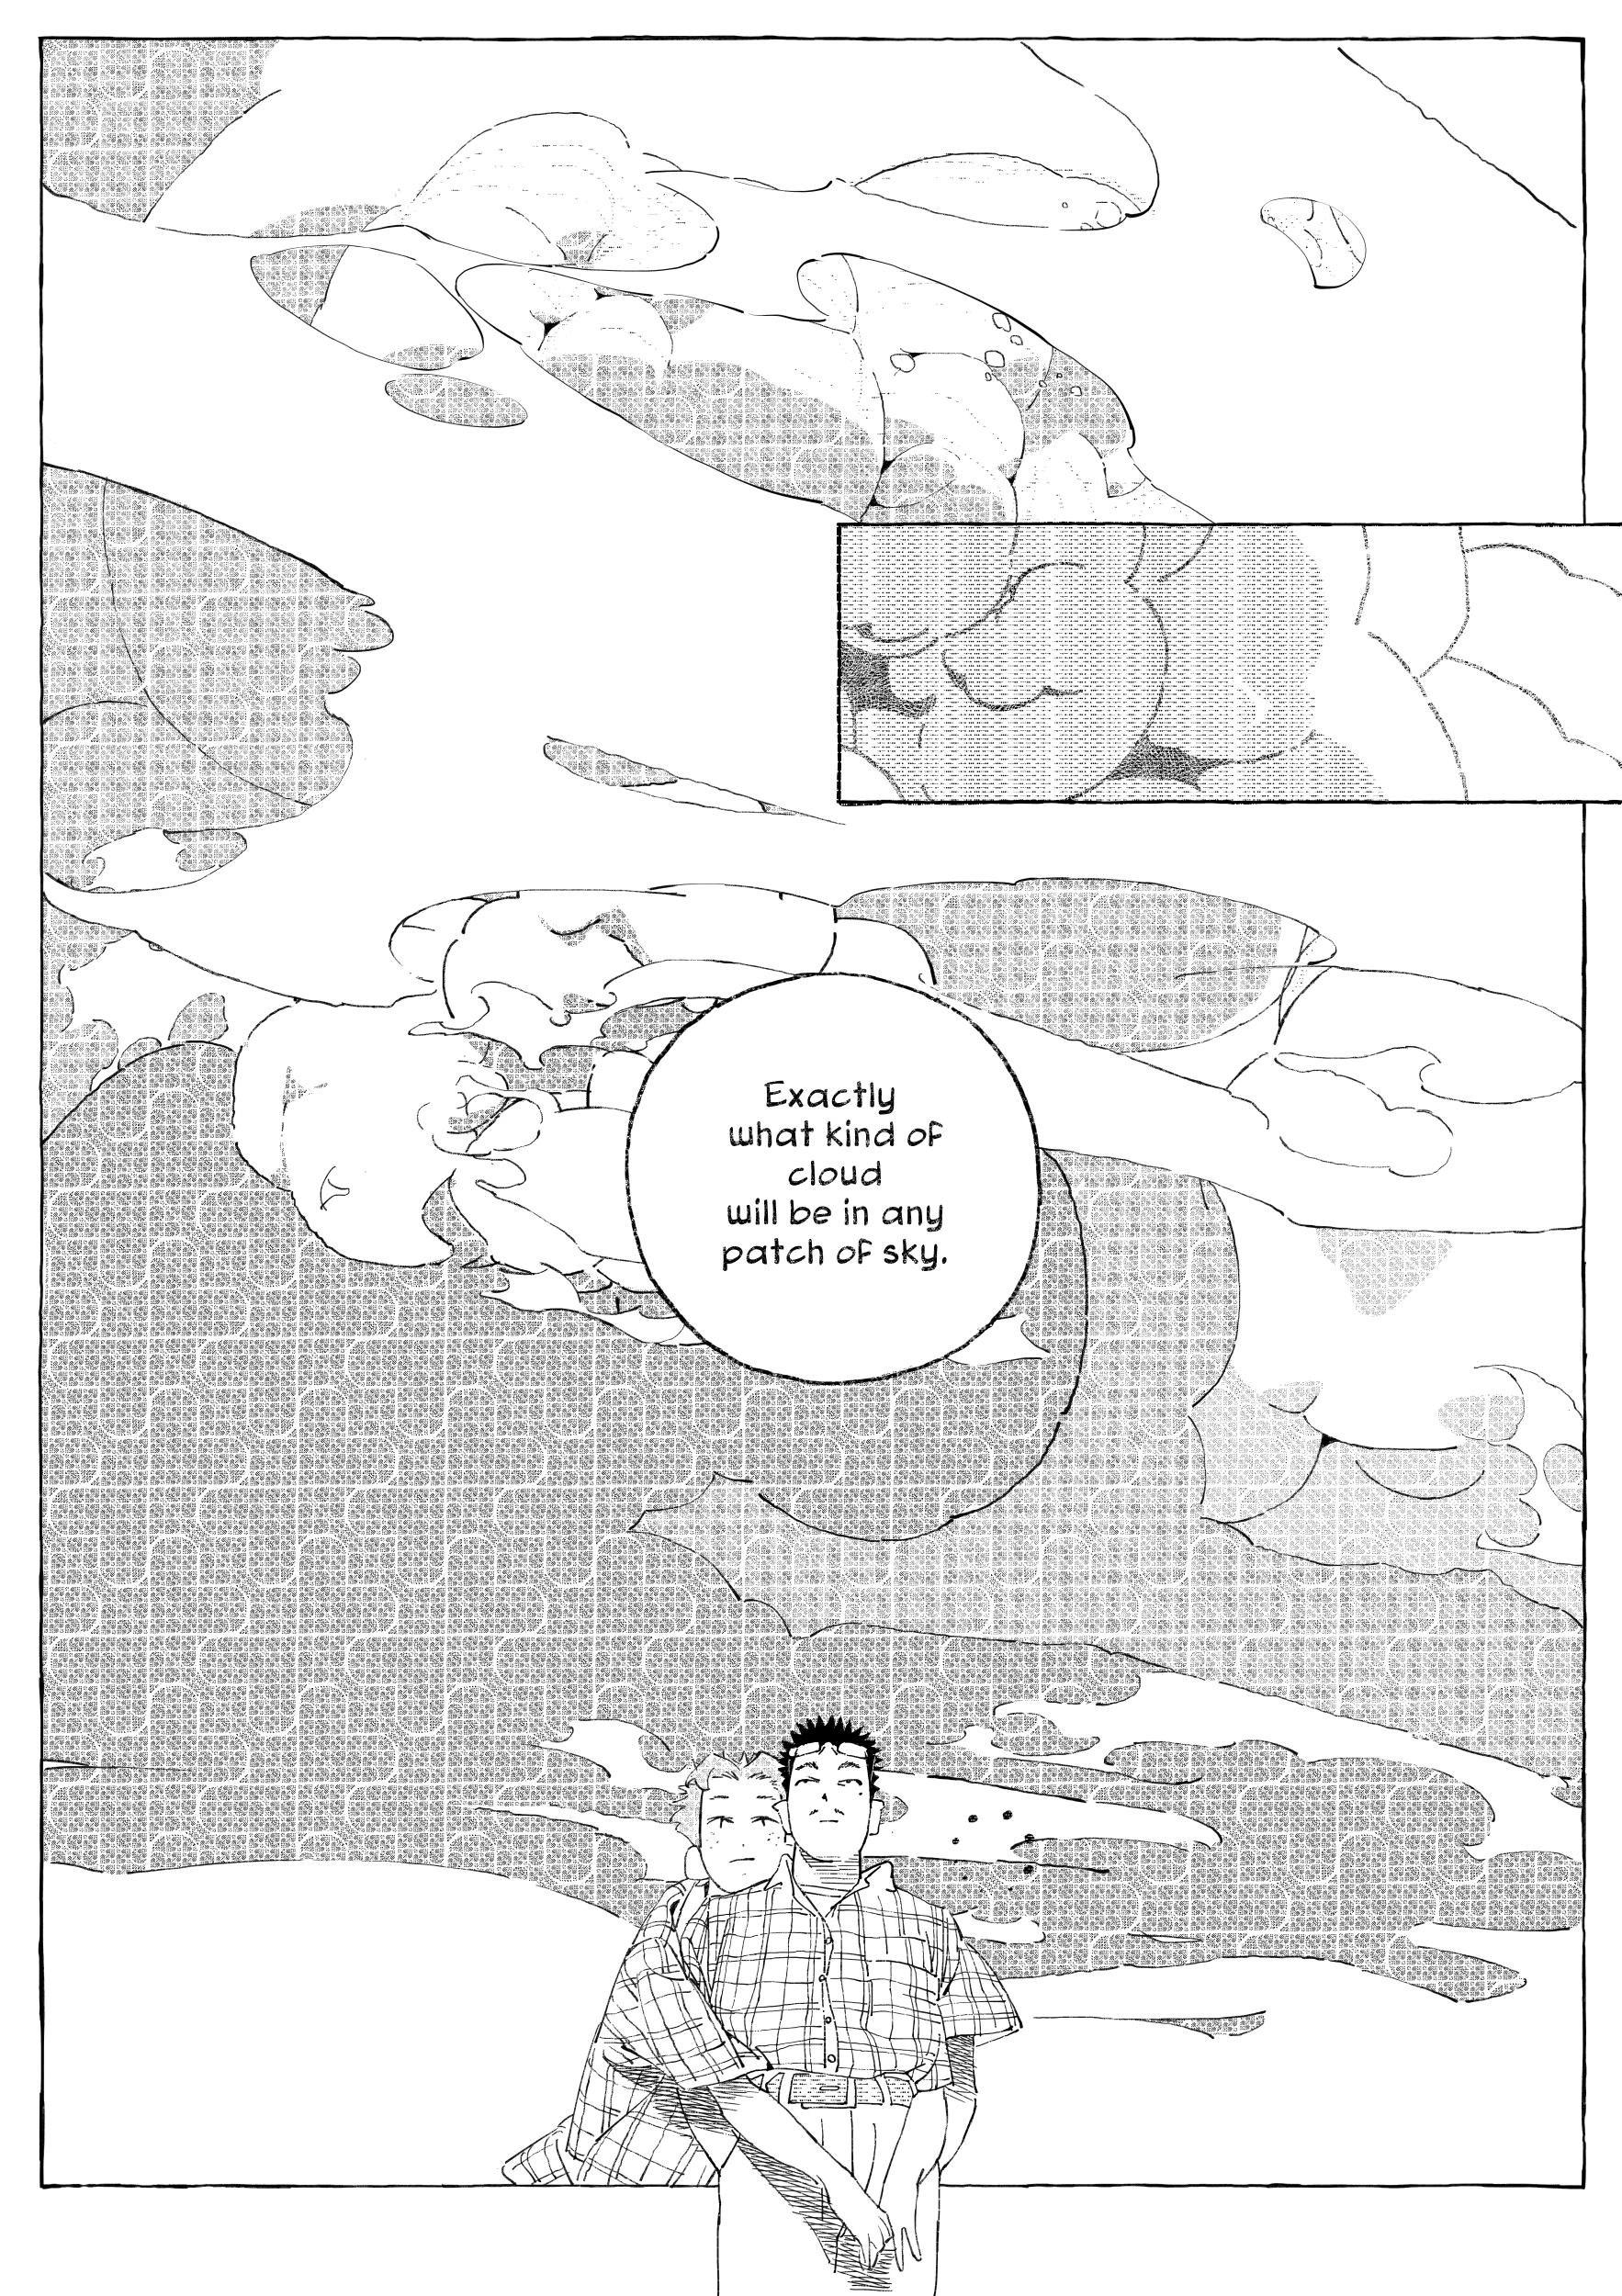 Exactly
what kind of
cloud
will be in any
patch of sky.